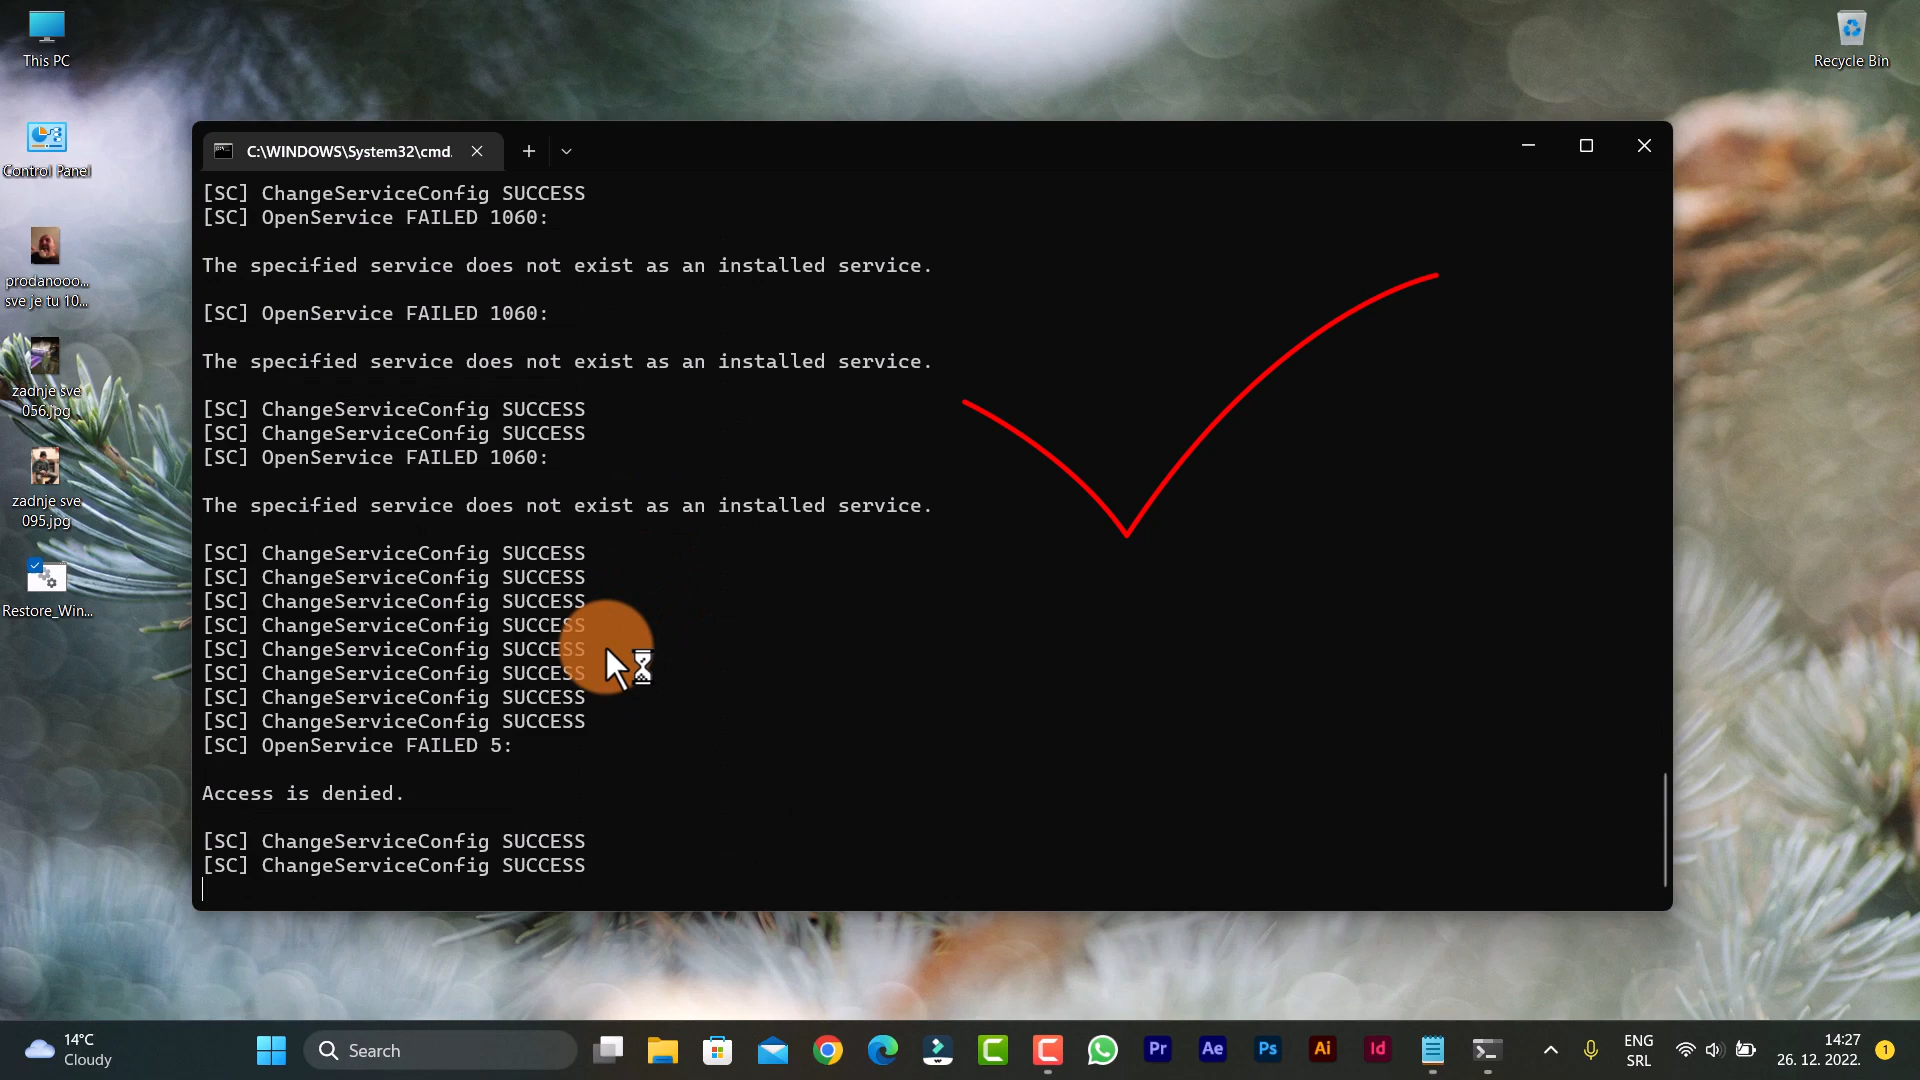 This PC
Control Panel
prodanooo...
sve je tu 10...
zadnje sve
056.jpg
zadnje sve
095.jpg
Restore_Win...
Recycle Bin
C:\WINDOWS\System32\cmd.
[SC] ChangeServiceConfig SUCCESS
[SC] OpenService FAILED 1060:
The specified service does not exist as an installed service.
[SC] OpenService FAILED 1060:
The specified service does not exist as an installed service.
[SC] ChangeServiceConfig SUCCESS
[SC] ChangeServiceConfig SUCCESS
[SC] OpenService FAILED 1060:
The specified service does not exist as an installed service.
[SC] ChangeServiceConfig SUCCESS
[SC] ChangeServiceConfig SUCCESS
[SC] ChangeServiceConfig SUCCESS
[SC] ChangeServiceConfig SUCCESS
[SC] ChangeServiceConfig SUCCESS
[SC] ChangeServiceConfig SUCCESS
[SC] ChangeServiceConfig SUCCESS
[SC] ChangeServiceConfig SUCCESS
[SC] OpenService FAILED 5:
Access is denied.
[SC] ChangeServiceConfig SUCCESS
[SC] ChangeServiceConfig SUCCESS
14°C
Cloudy
Search
Pr
Ae
Ps
Ai
Id
ENG
SRL
14:27
26. 12. 2022.
1